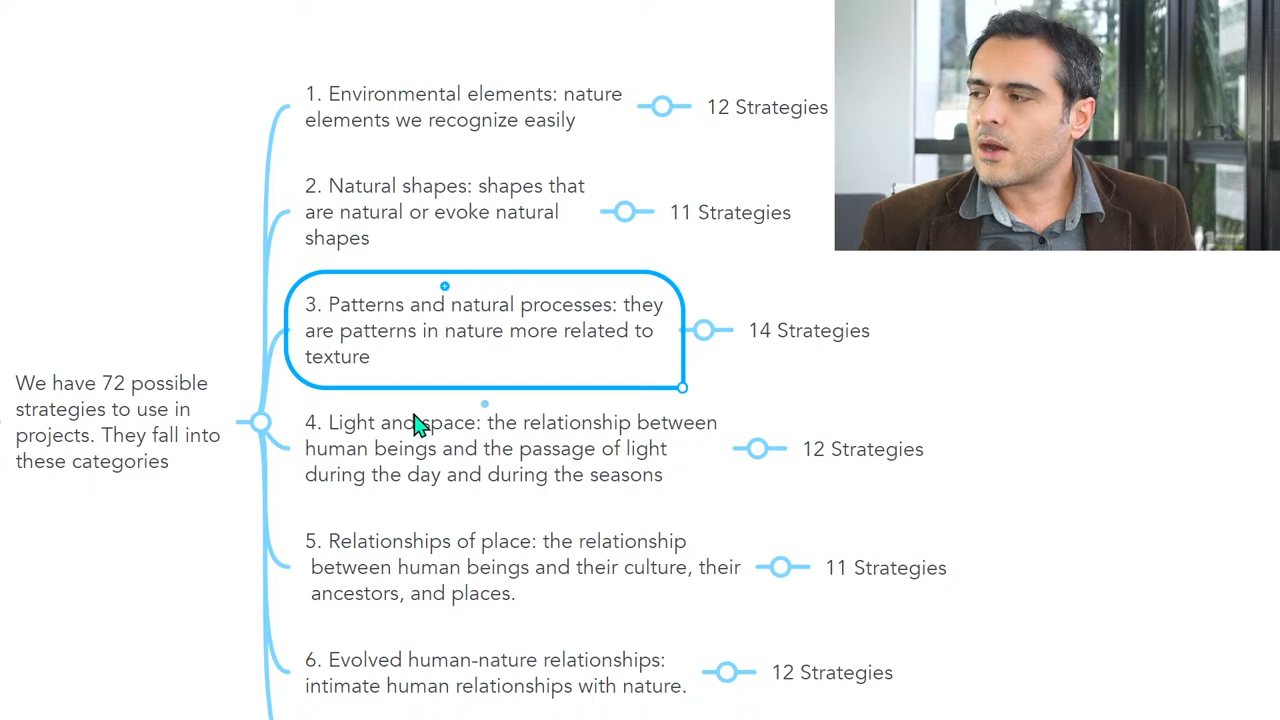 We have 72 possible
strategies to use in
projects. They fall into
these categories
1. Environmental elements: nature
elements we recognize easily
12 Strategies
2. Natural shapes: shapes that
are natural or evoke natural
shapes
11 Strategies
3. Patterns and natural processes: they
are patterns in nature more related to
texture
14 Strategies
4. Light and space: the relationship between
human beings and the passage of light
during the day and during the seasons
12 Strategies
5. Relationships of place: the relationship
between human beings and their culture, their
ancestors, and places.
11 Strategies
6. Evolved human-nature relationships:
intimate human relationships with nature.
12 Strategies